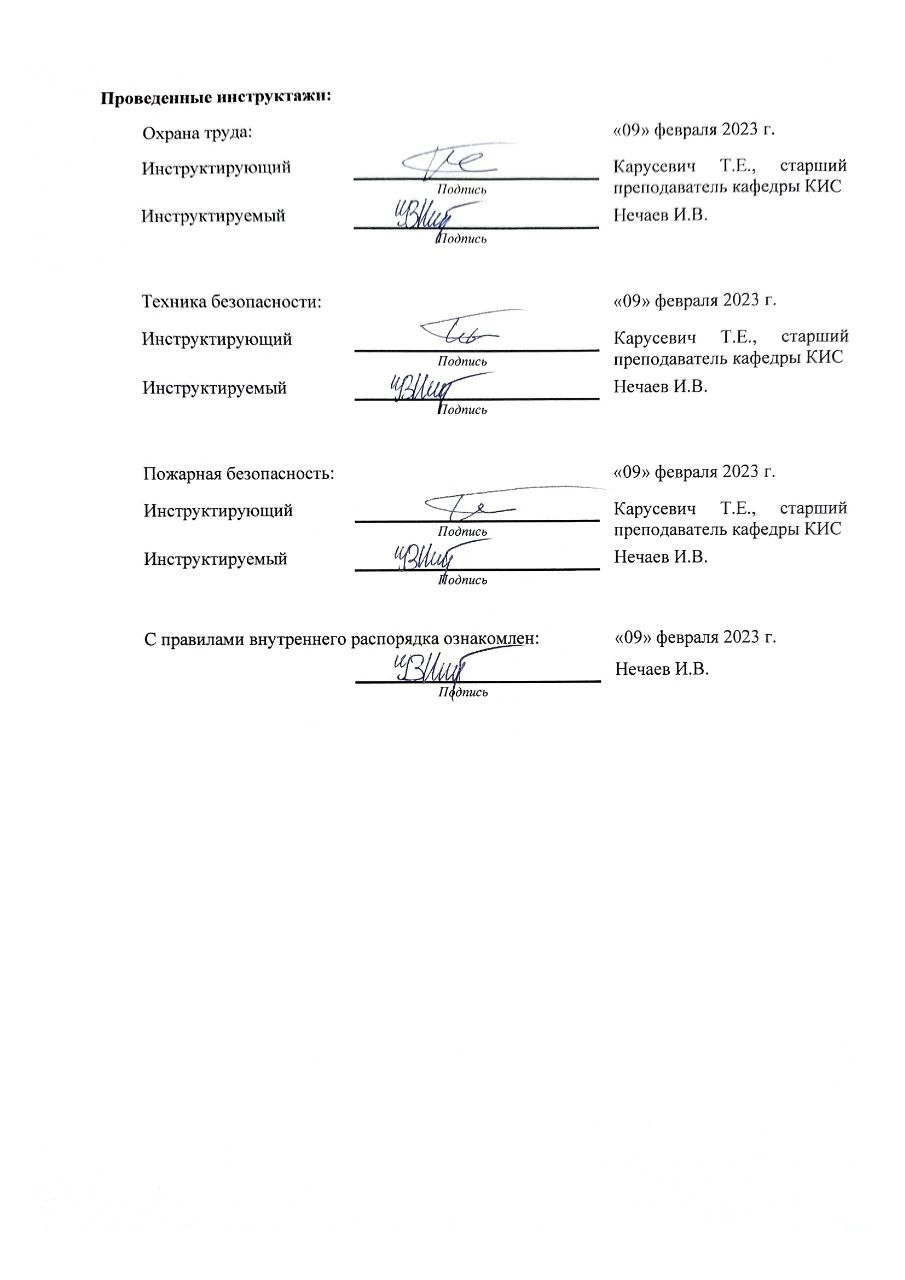 Проведенные инструктажи:
Охрана труда: «09» февраля 2023 г.
Инструктирующий Карусевич Т.Е., старший
Подпись преподаватель кафедры КИС
Инструктируемый Нечаев И.В.
Подпись
Техника безопасности: «09» февраля 2023 г.
Инструктирующий Карусевич Т.Е., старший
Подпись преподаватель кафедры КИС
Инструктируемый Нечаев И.В.
Подпись
Пожарная безопасность: «09» февраля 2023 г.
Инструктирующий Карусевич Т.Е., старший
Подпись преподаватель кафедры КИС
Инструктируемый Нечаев И.В.
Подпись
С правилами внутреннего распорядка ознакомлен: «09» февраля 2023 г.
Нечаев И.В.
Подпись